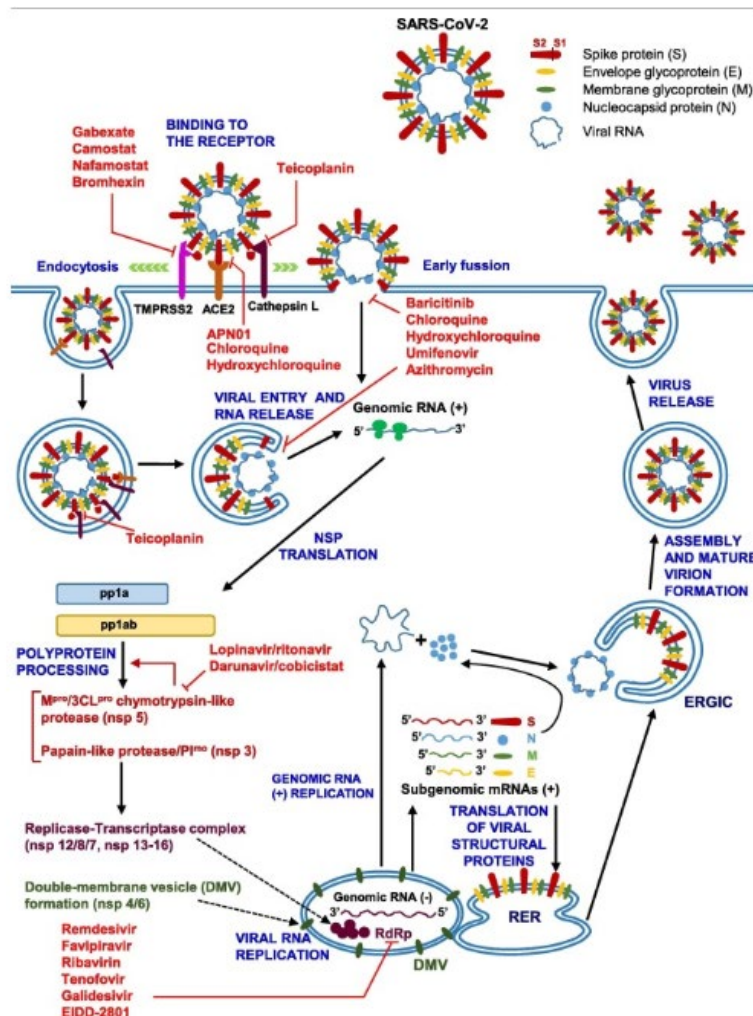 SARS-CoV-2
S2 S1
Spike protein (S)
Envelope glycoprotein (E)
Membrane glycoprotein (M)
Nucleocapsid protein (N)
Viral RNA
BINDING TO
THE RECEPTOR
Gabexate
Camostat
Nafamostat
Bromhexin
Teicoplanin
Endocytosis
Early fussion
TMPRSS2
ACE2
Cathepsin L
APN01
Chloroquine
Hydroxychloroquine
Baricitinib
Chloroquine
Hydroxychloroquine
Umifenovir
Azithromycin
VIRAL ENTRY AND
RNA RELEASE
Genomic RNA (+)
5' 3'
Teicoplanin
NSP
TRANSLATION
VIRUS
RELEASE
ASSEMBLY
AND MATURE
VIRION
FORMATION
pp1a
pp1ab
POLYPROTEIN
PROCESSING
Lopinavir/ritonavir
Darunavir/cobicistat
Mpro/3CLpro chymotrypsin-like
protease (nsp 5)
Papain-like protease/Plmo (nsp 3)
+
ERGIC
5' 3' S
5' 3' N
5' 3' M
5' 3' E
Subgenomic mRNAs (+)
GENOMIC RNA
(+) REPLICATION
TRANSLATION
OF VIRAL
STRUCTURAL
PROTEINS
Replicase-Transcriptase complex
(nsp 12/8/7, nsp 13-16)
Double-membrane vesicle (DMV)
formation (nsp 4/6)
Genomic RNA (-)
3' 5'
RdRp
RER
VIRAL RNA
REPLICATION
DMV
Remdesivir
Favipiravir
Ribavirin
Tenofovir
Galidesivir
EIDD-2801